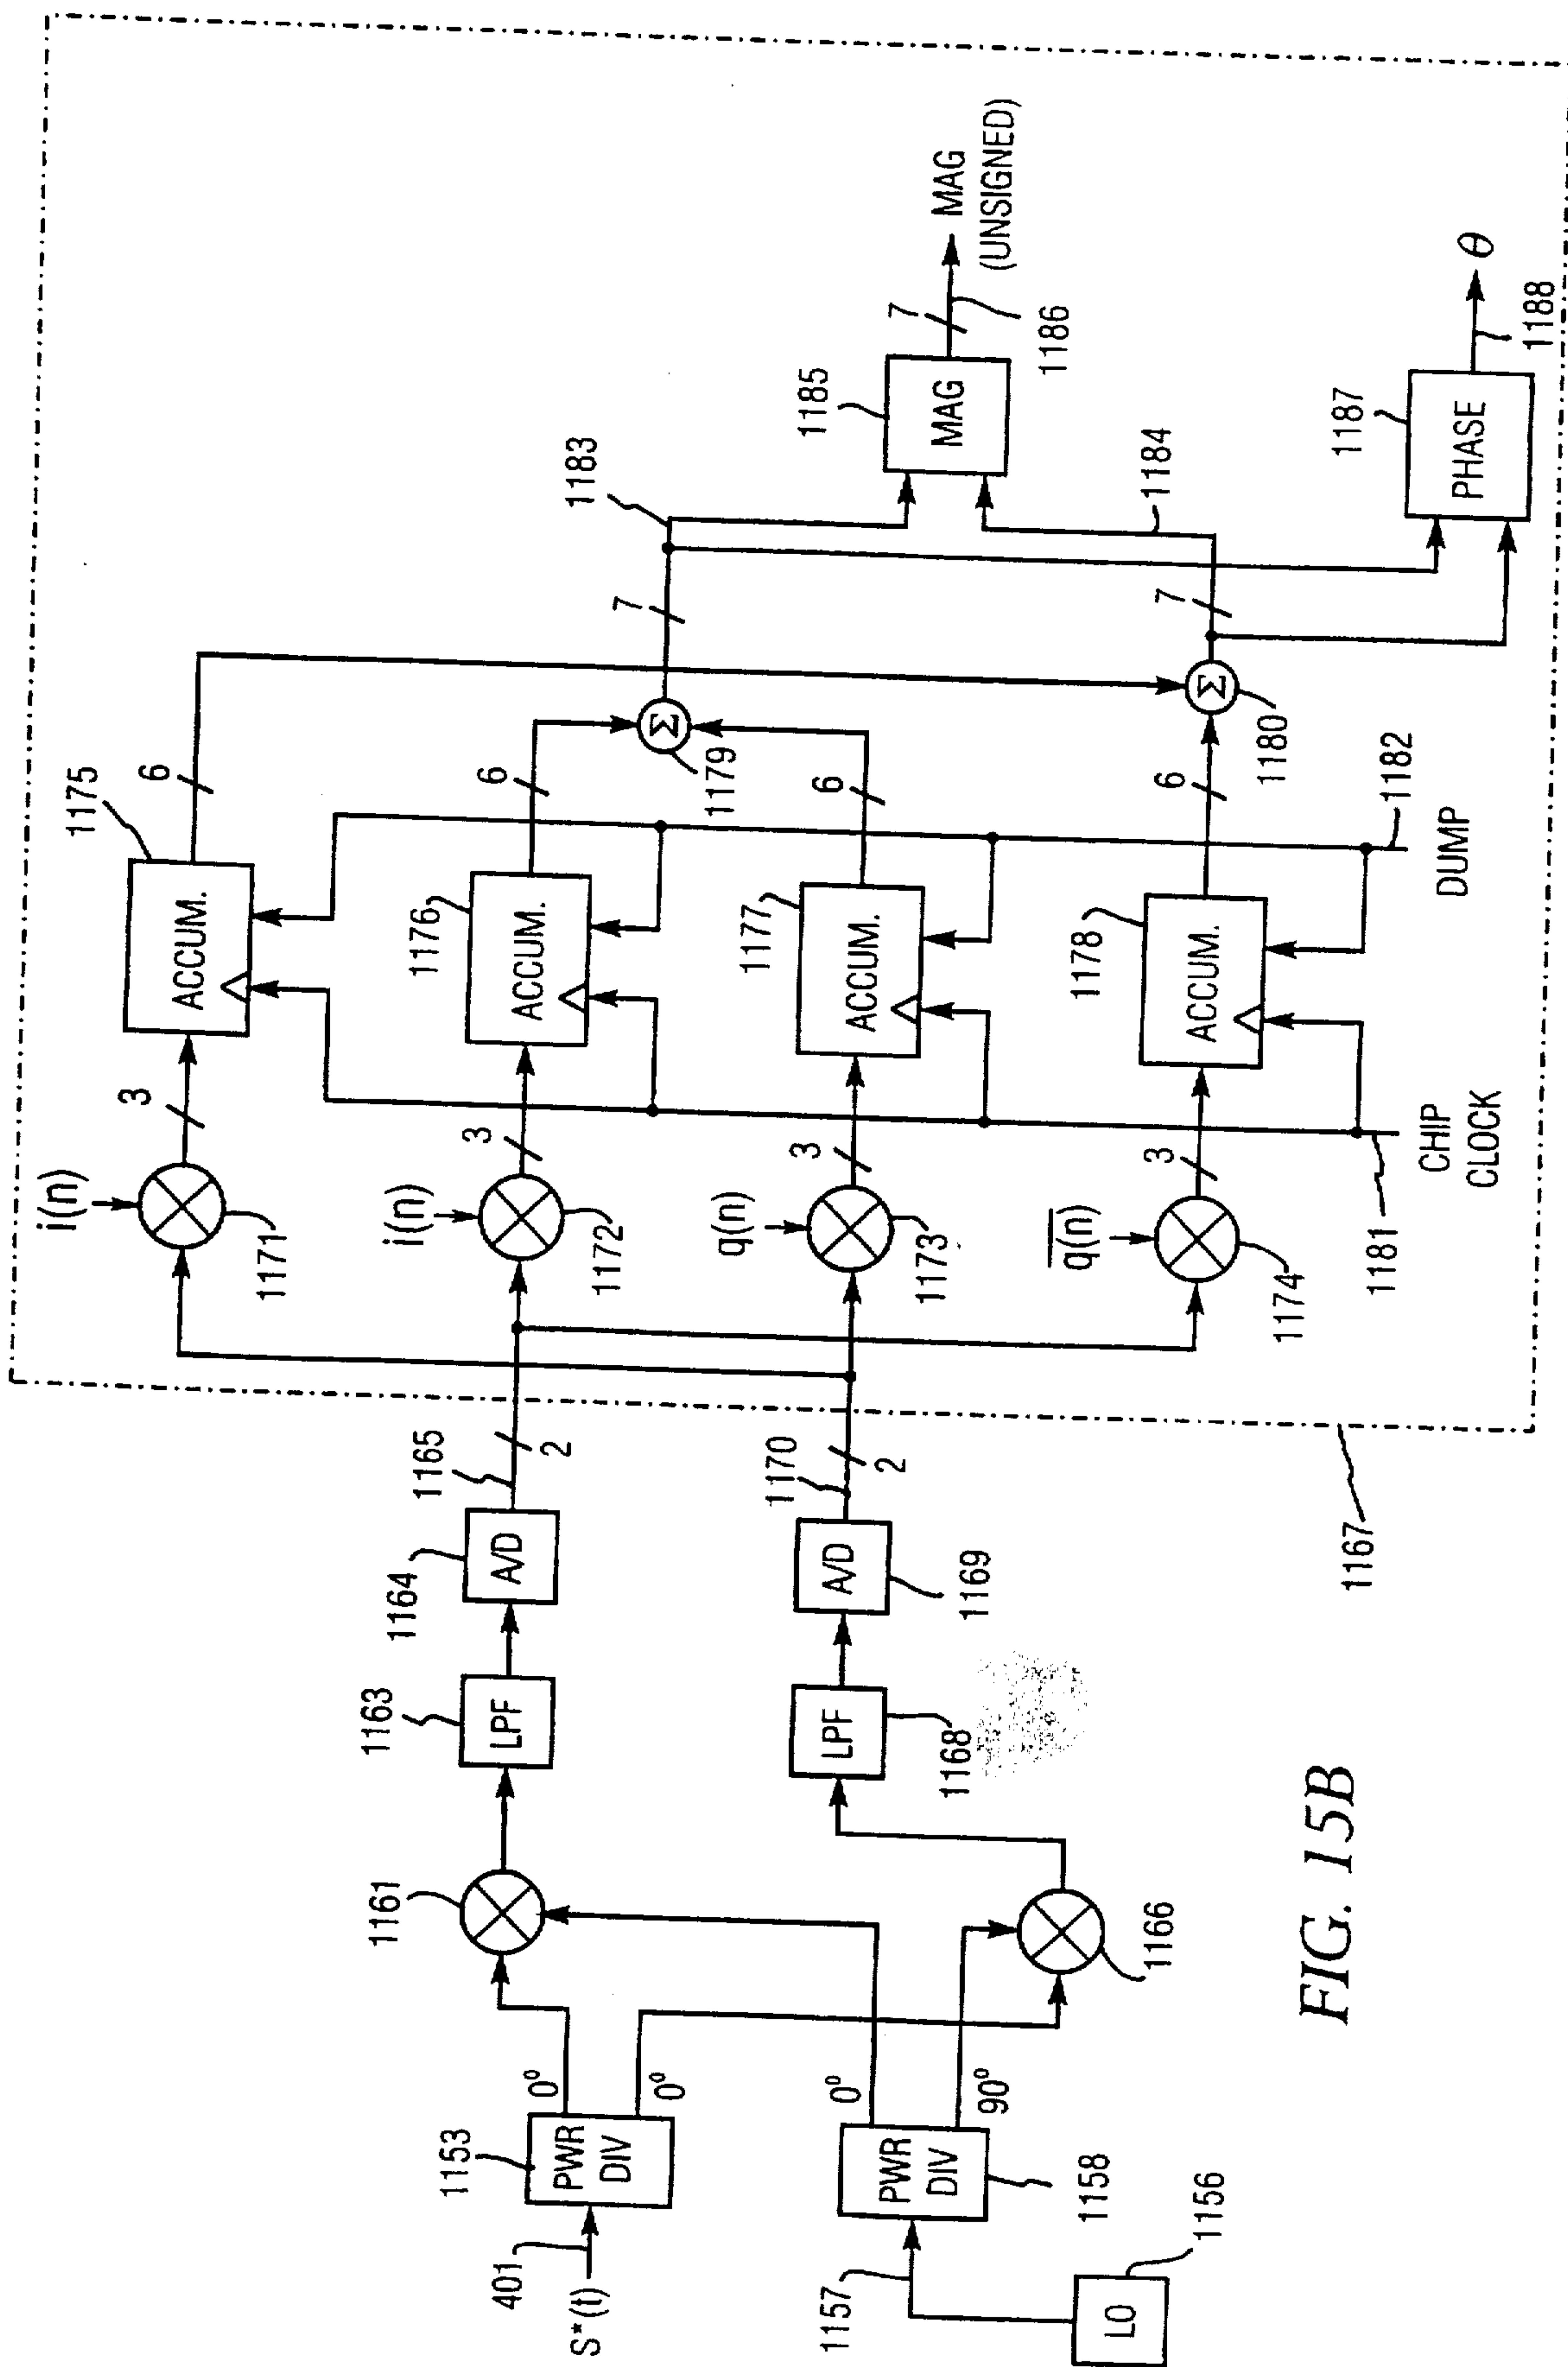 S*(t)
401
1153
PWR
DIV
0°
0°
1157
LO
1156
PWR
DIV
1158
0°
90°
1161
1166
1163
LPF
1164
A/D
1165
2
LPF
1168
A/D
1169
1170
2
1167
i(n)
1171
3
i(n)
1172
3
q(n)
1173
3
q̅(̅n̅)̅
1174
3
1181
CHIP
CLOCK
1175
ACCUM.
6
1176
ACCUM.
6
1177
ACCUM.
6
1178
ACCUM.
6
1182
DUMP
Σ
1179
Σ
1180
7
1183
7
1184
1185
MAG
7
1186
MAG
(UNSIGNED)
1187
PHASE
1188
θ
FIG. 15B